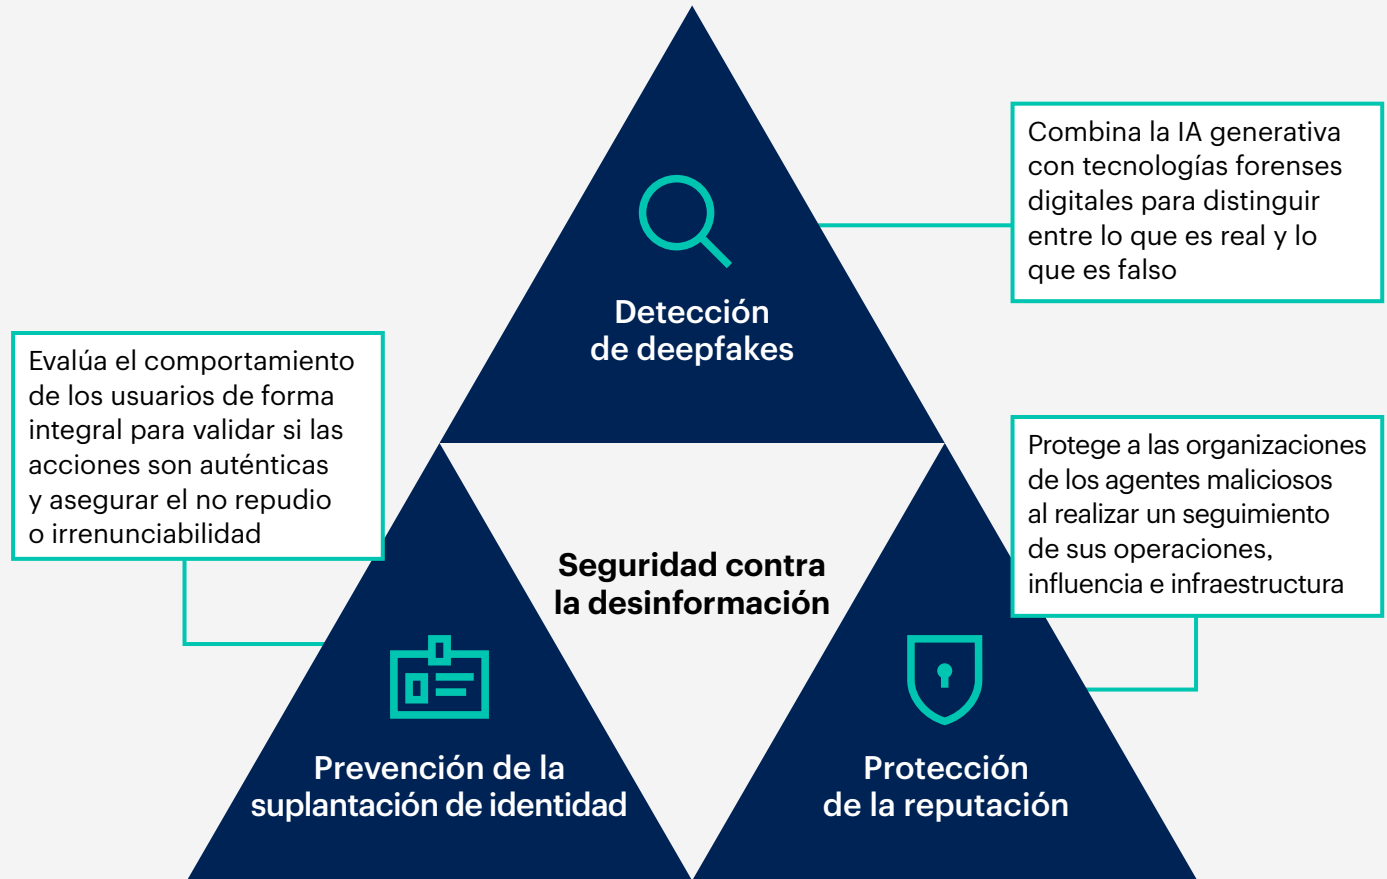 Combina la IA generativa
con tecnologías forenses
digitales para distinguir
entre lo que es real y lo
que es falso
Detección
de deepfakes
Evalúa el comportamiento
de los usuarios de forma
integral para validar si las
acciones son auténticas
y asegurar el no repudio
o irrenunciabilidad
Protege a las organizaciones
de los agentes maliciosos
al realizar un seguimiento
de sus operaciones,
influencia e infraestructura
Seguridad contra
la desinformación
Prevención de la
suplantación de identidad
Protección
de la reputación